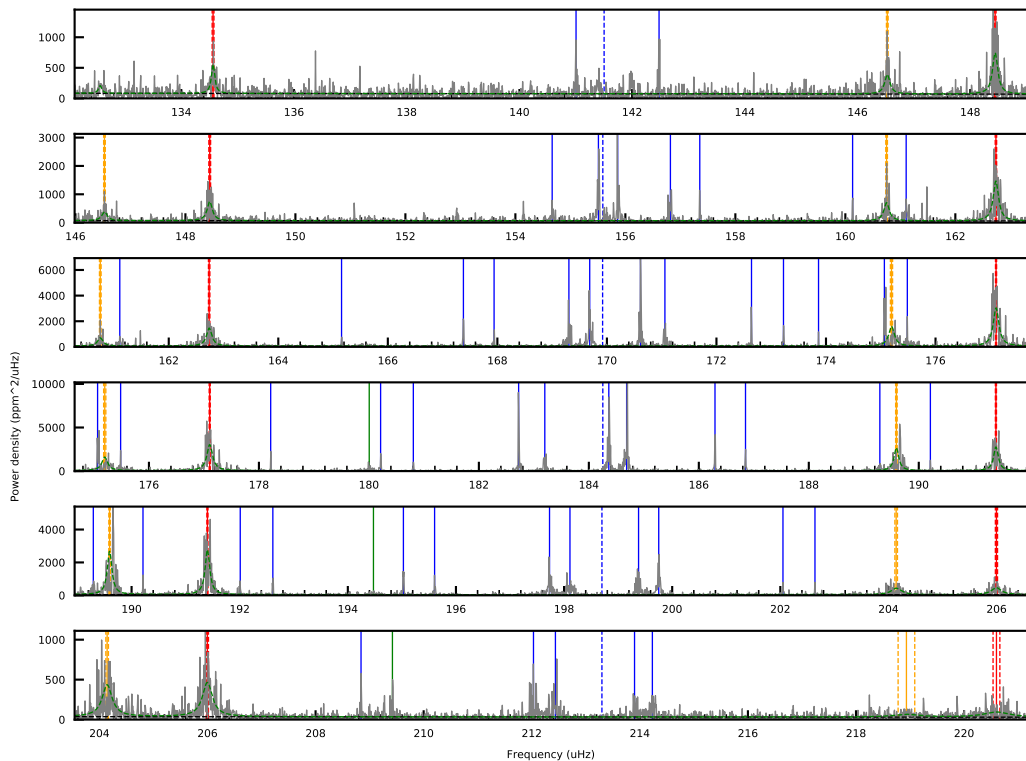 1000
500
0
134 136 138 140 142 144 146 148
3000
2000
1000
0
146 148 150 152 154 156 158 160 162
6000
4000
2000
0
162 164 166 168 170 172 174 176
10000
5000
0
176 178 180 182 184 186 188 190
4000
2000
0
190 192 194 196 198 200 202 204 206
1000
500
0
204 206 208 210 212 214 216 218 220
Power density (ppm^2/uHz)
Frequency (uHz)